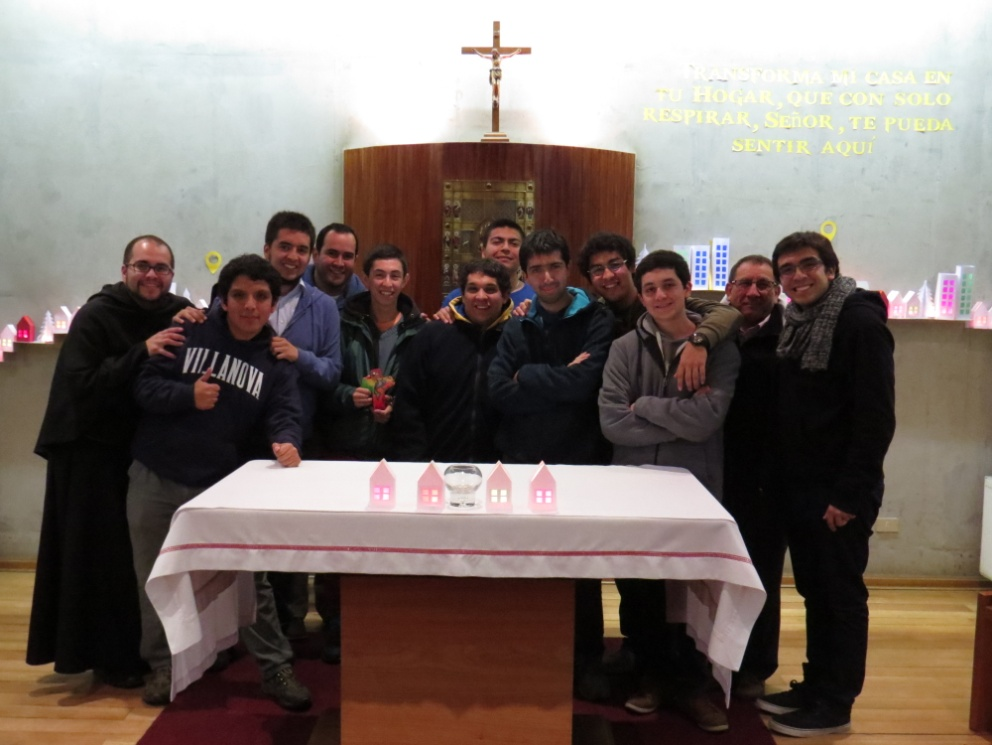 TRANSFORMA MI CASA EN
TU HOGAR, QUE CON SOLO
RESPIRAR, SEÑOR, TE PUEDA
SENTIR AQUÍ
VILLANOVA